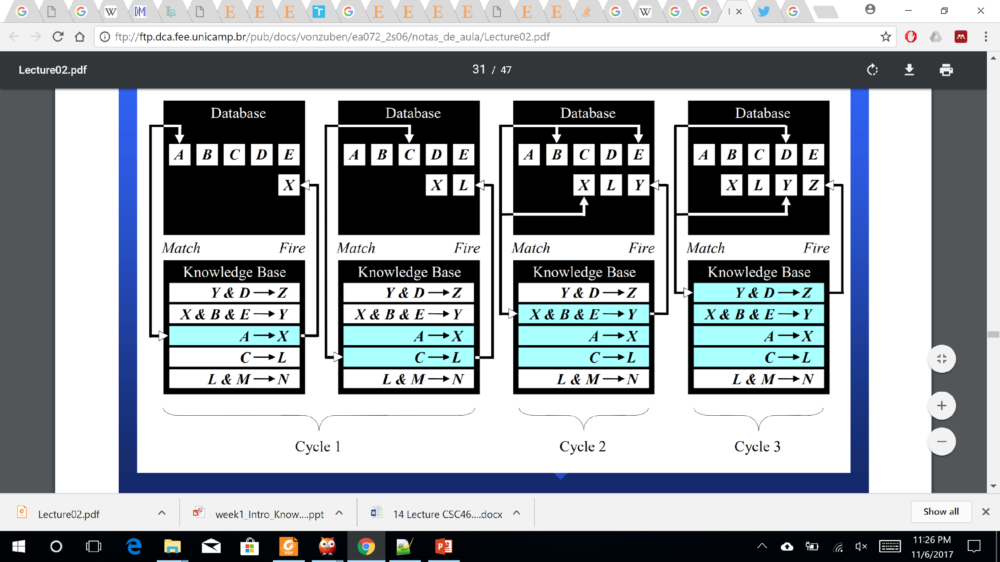 ftp://ftp.dca.fee.unicamp.br/pub/docs/vonzuben/ea072_2s06/notas_de_aula/Lecture02.pdf
Lecture02.pdf
31 / 47
Database
A B C D E
X
Match Fire
Knowledge Base
Y & D → Z
X & B & E → Y
A → X
C → L
L & M → N
Database
A B C D E
X L
Match Fire
Knowledge Base
Y & D → Z
X & B & E → Y
A → X
C → L
L & M → N
Cycle 1
Database
A B C D E
X L Y
Match Fire
Knowledge Base
Y & D → Z
X & B & E → Y
A → X
C → L
L & M → N
Cycle 2
Database
A B C D E
X L Y Z
Match Fire
Knowledge Base
Y & D → Z
X & B & E → Y
A → X
C → L
L & M → N
Cycle 3
Lecture02.pdf
week1_Intro_Know....ppt
14 Lecture CSC46....docx
Show all
11:26 PM
11/6/2017